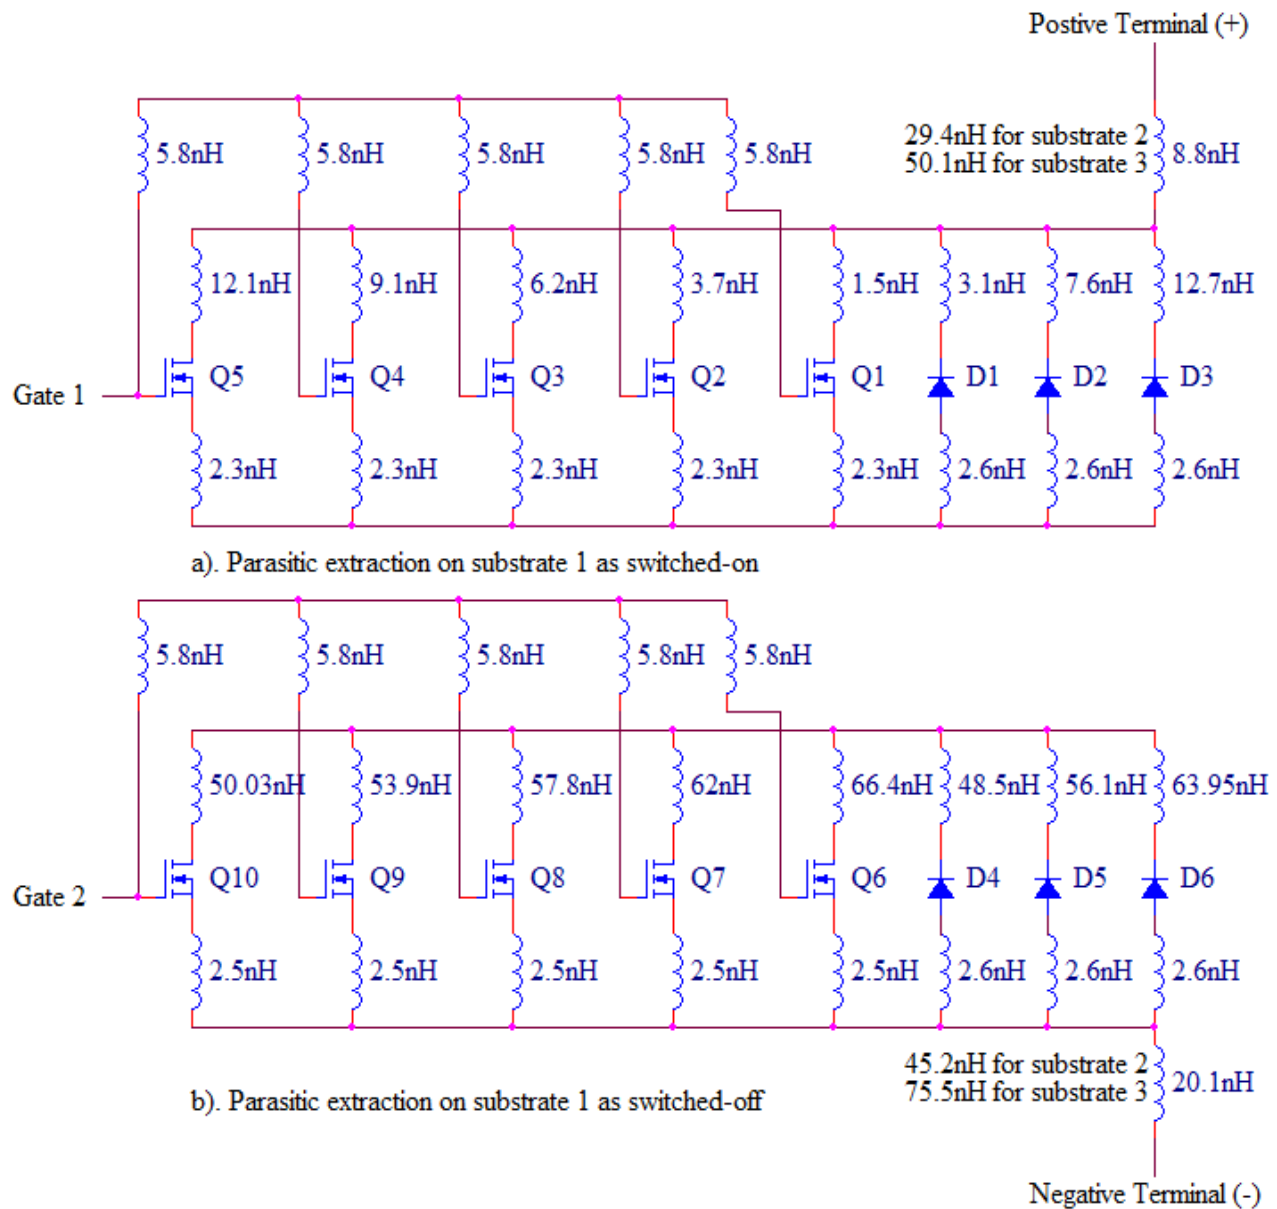 Postive Terminal (+)
5.8nH 5.8nH 5.8nH 5.8nH 5.8nH
29.4nH for substrate 2
50.1nH for substrate 3
8.8nH
12.1nH 9.1nH 6.2nH 3.7nH 1.5nH 3.1nH 7.6nH 12.7nH
Gate 1
Q5 Q4 Q3 Q2 Q1 D1 D2 D3
2.3nH 2.3nH 2.3nH 2.3nH 2.3nH 2.6nH 2.6nH 2.6nH
a). Parasitic extraction on substrate 1 as switched-on
5.8nH 5.8nH 5.8nH 5.8nH 5.8nH
50.03nH 53.9nH 57.8nH 62nH 66.4nH 48.5nH 56.1nH 63.95nH
Gate 2
Q10 Q9 Q8 Q7 Q6 D4 D5 D6
2.5nH 2.5nH 2.5nH 2.5nH 2.5nH 2.6nH 2.6nH 2.6nH
45.2nH for substrate 2
75.5nH for substrate 3
20.1nH
b). Parasitic extraction on substrate 1 as switched-off
Negative Terminal (-)